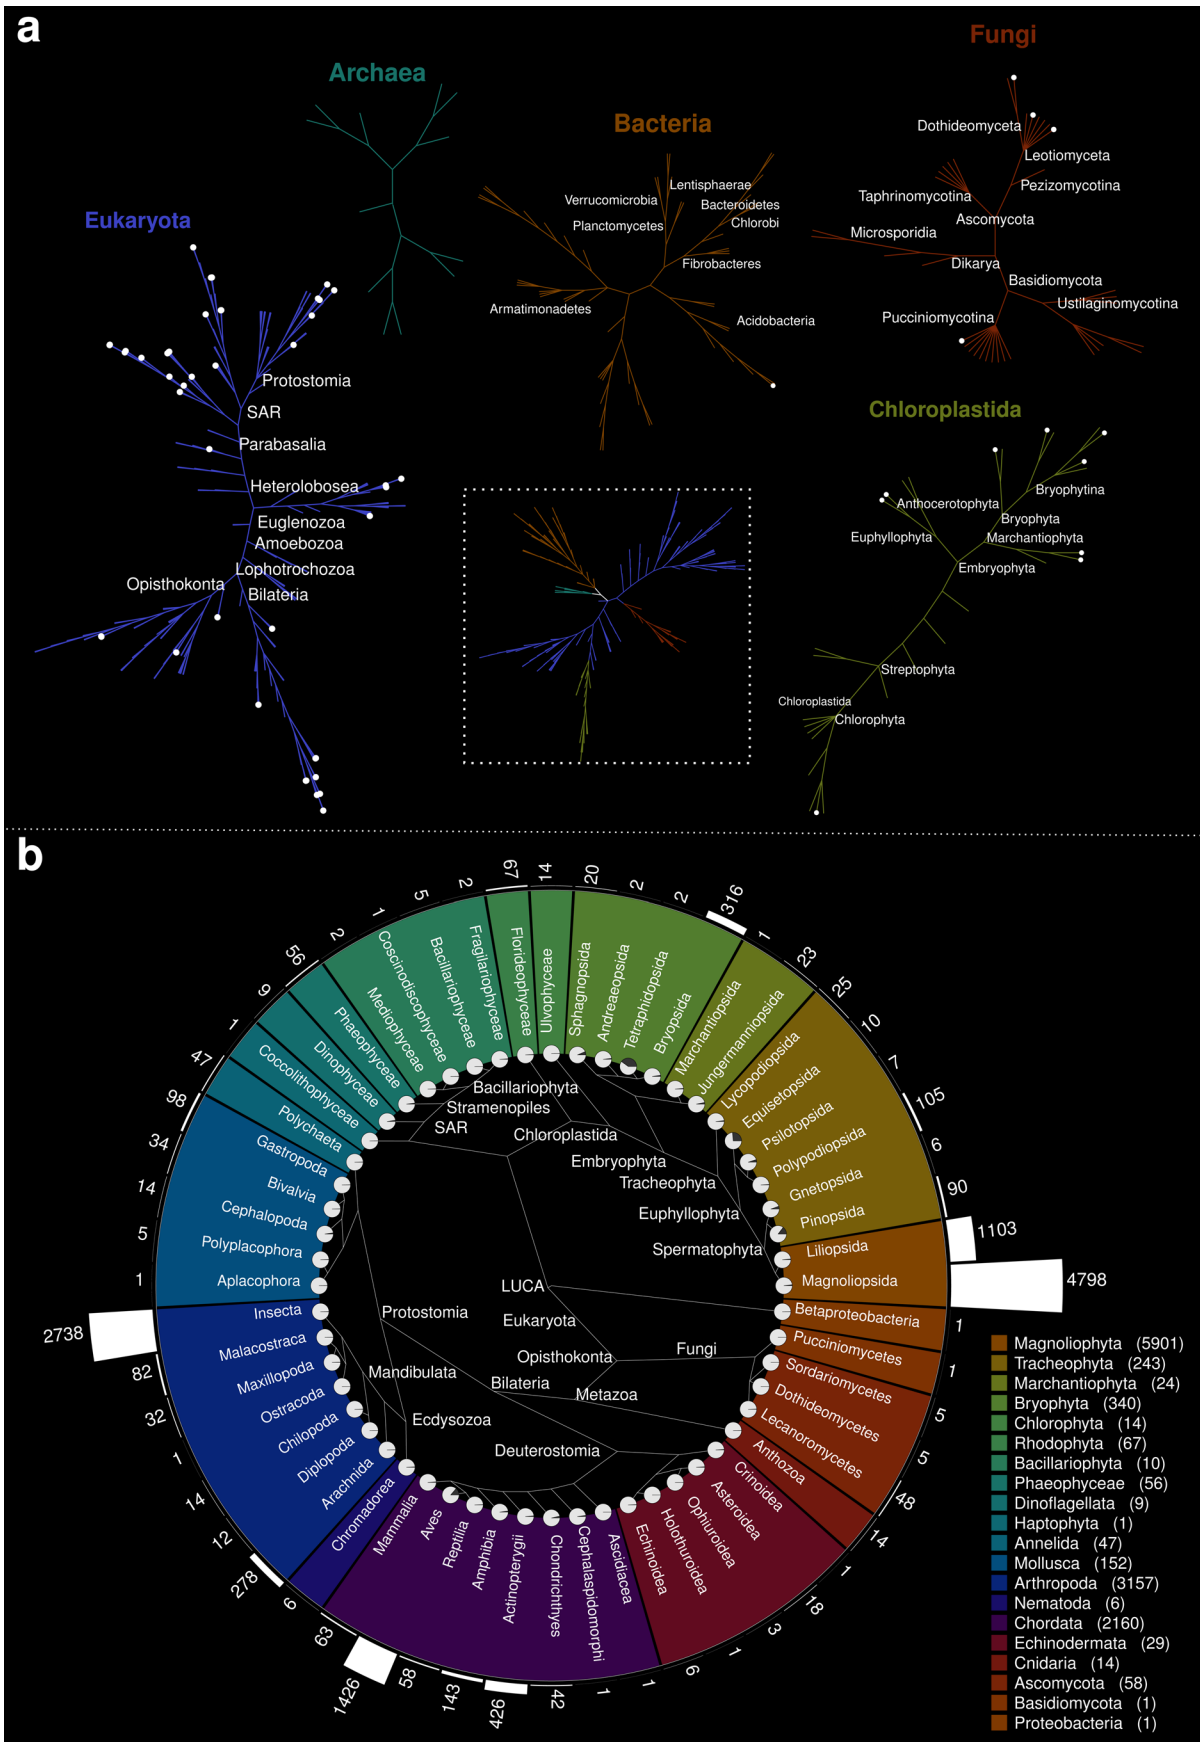 a
Fungi
Archaea
Bacteria
Eukaryota
Dothideomyceta
Leotiomyceta
Pezizomycotina
Taphrinomycotina
Ascomycota
Microsporidia
Dikarya
Basidiomycota
Ustilaginomycotina
Pucciniomycotina
Lentisphaerae
Verrucomicrobia
Bacteroidetes
Planctomycetes
Chlorobi
Fibrobacteres
Armatimonadetes
Acidobacteria
Protostomia
SAR
Parabasalia
Heterolobosea
Euglenozoa
Amoebozoa
Lophotrochozoa
Opisthokonta
Bilateria
Chloroplastida
Bryophytina
Anthocerotophyta
Bryophyta
Euphyllophyta
Marchantiophyta
Embryophyta
Streptophyta
Chloroplastida
Chlorophyta
b
67
14
20
2
2
316
1
23
25
10
7
105
6
90
1103
4798
1
1
5
5
48
14
1
18
3
1
6
1
1
42
426
143
58
1426
63
6
278
12
14
1
32
82
2738
1
5
14
34
98
47
1
9
56
2
1
5
2
Florideophyceae
Ulvophyceae
Sphagnopsida
Andreaeopsida
Tetraphidopsida
Bryopsida
Marchantiopsida
Jungermanniopsida
Lycopodiopsida
Equisetopsida
Psilotopsida
Polypodiopsida
Gnetopsida
Pinopsida
Liliopsida
Magnoliopsida
Betaproteobacteria
Pucciniomycetes
Sordariomycetes
Dothideomycetes
Lecanoromycetes
Anthozoa
Crinoidea
Asteroidea
Ophiuroidea
Holothuroidea
Echinoidea
Ascidiacea
Cephalaspidomorphi
Chondrichthyes
Actinopterygii
Amphibia
Reptilia
Aves
Mammalia
Chromadorea
Arachnida
Diplopoda
Chilopoda
Ostracoda
Maxillopoda
Malacostraca
Insecta
Aplacophora
Polyplacophora
Cephalopoda
Bivalvia
Gastropoda
Polychaeta
Coccolithophyceae
Dinophyceae
Phaeophyceae
Mediophyceae
Coscinodiscophyceae
Bacillariophyceae
Fragilariophyceae
Bacillariophyta
Stramenopiles
SAR
Chloroplastida
Embryophyta
Tracheophyta
Euphyllophyta
Spermatophyta
LUCA
Protostomia
Eukaryota
Fungi
Opisthokonta
Mandibulata
Bilateria
Metazoa
Ecdysozoa
Deuterostomia
Magnoliophyta (5901)
Tracheophyta (243)
Marchantiophyta (24)
Bryophyta (340)
Chlorophyta (14)
Rhodophyta (67)
Bacillariophyta (10)
Phaeophyceae (56)
Dinoflagellata (9)
Haptophyta (1)
Annelida (47)
Mollusca (152)
Arthropoda (3157)
Nematoda (6)
Chordata (2160)
Echinodermata (29)
Cnidaria (14)
Ascomycota (58)
Basidiomycota (1)
Proteobacteria (1)